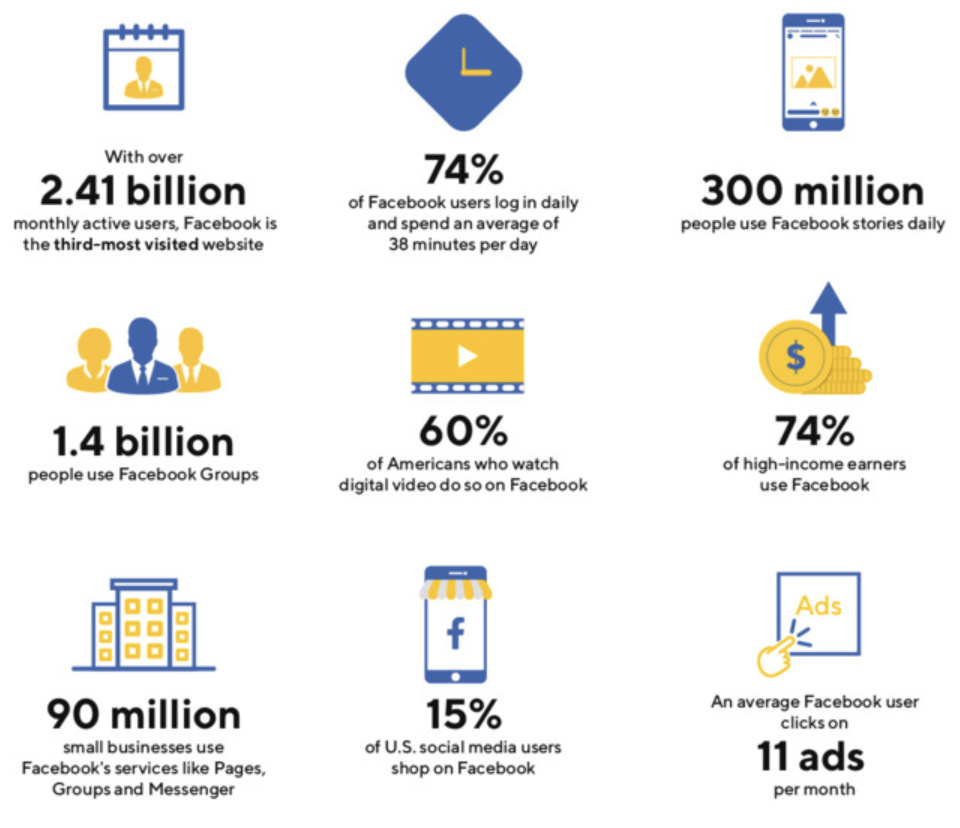 With over
2.41 billion
monthly active users, Facebook is
the third-most visited website
74%
of Facebook users log in daily
and spend an average of
38 minutes per day
300 million
people use Facebook stories daily
1.4 billion
people use Facebook Groups
60%
of Americans who watch
digital video do so on Facebook
$
74%
of high-income earners
use Facebook
90 million
small businesses use
Facebook's services like Pages,
Groups and Messenger
f
15%
of U.S. social media users
shop on Facebook
Ads
An average Facebook user
clicks on
11 ads
per month